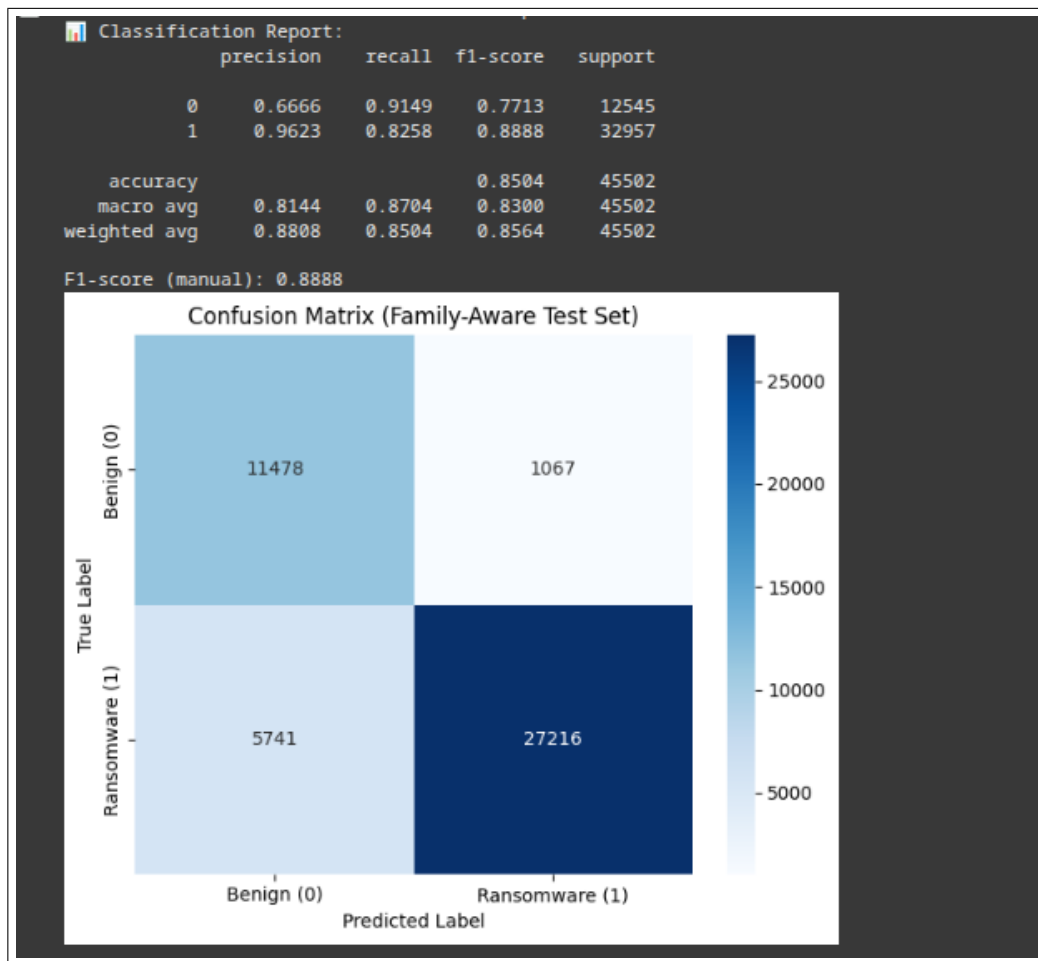 📊 Classification Report:
precision recall f1-score support
0 0.6666 0.9149 0.7713 12545
1 0.9623 0.8258 0.8888 32957
accuracy 0.8504 45502
macro avg 0.8144 0.8704 0.8300 45502
weighted avg 0.8808 0.8504 0.8564 45502
F1-score (manual): 0.8888
Confusion Matrix (Family-Aware Test Set)
True Label
Benign (0)
11478 1067
Ransomware (1)
5741 27216
Benign (0) Ransomware (1)
Predicted Label
25000
20000
15000
10000
5000